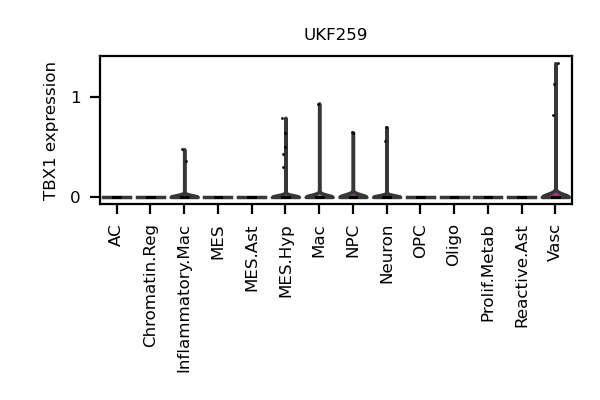 UKF259
TBX1 expression
1
0
AC
Chromatin.Reg
Inflammatory.Mac
MES
MES.Ast
MES.Hyp
Mac
NPC
Neuron
OPC
Oligo
Prolif.Metab
Reactive.Ast
Vasc